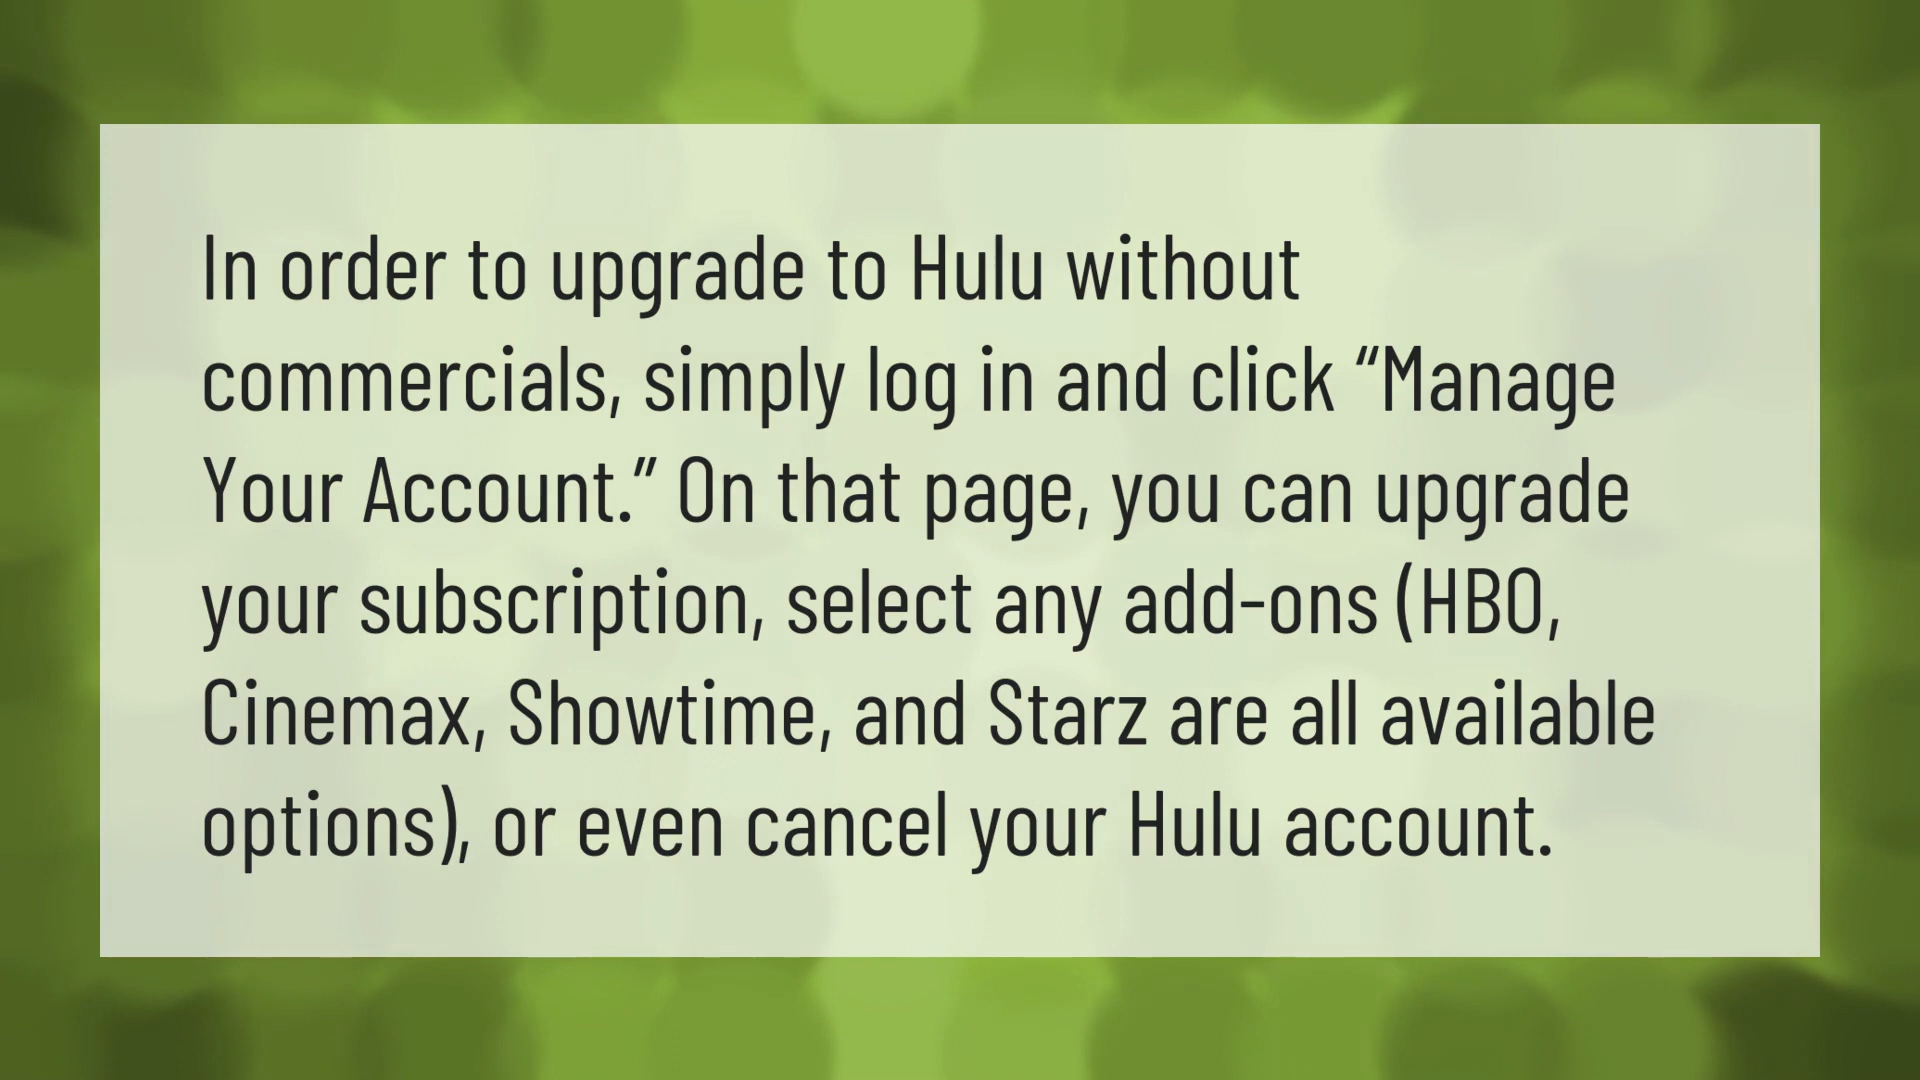 In order to upgrade to Hulu without
commercials, simply log in and click “Manage
Your Account.” On that page, you can upgrade
your subscription, select any add-ons (HBO,
Cinemax, Showtime, and Starz are all available
options), or even cancel your Hulu account.